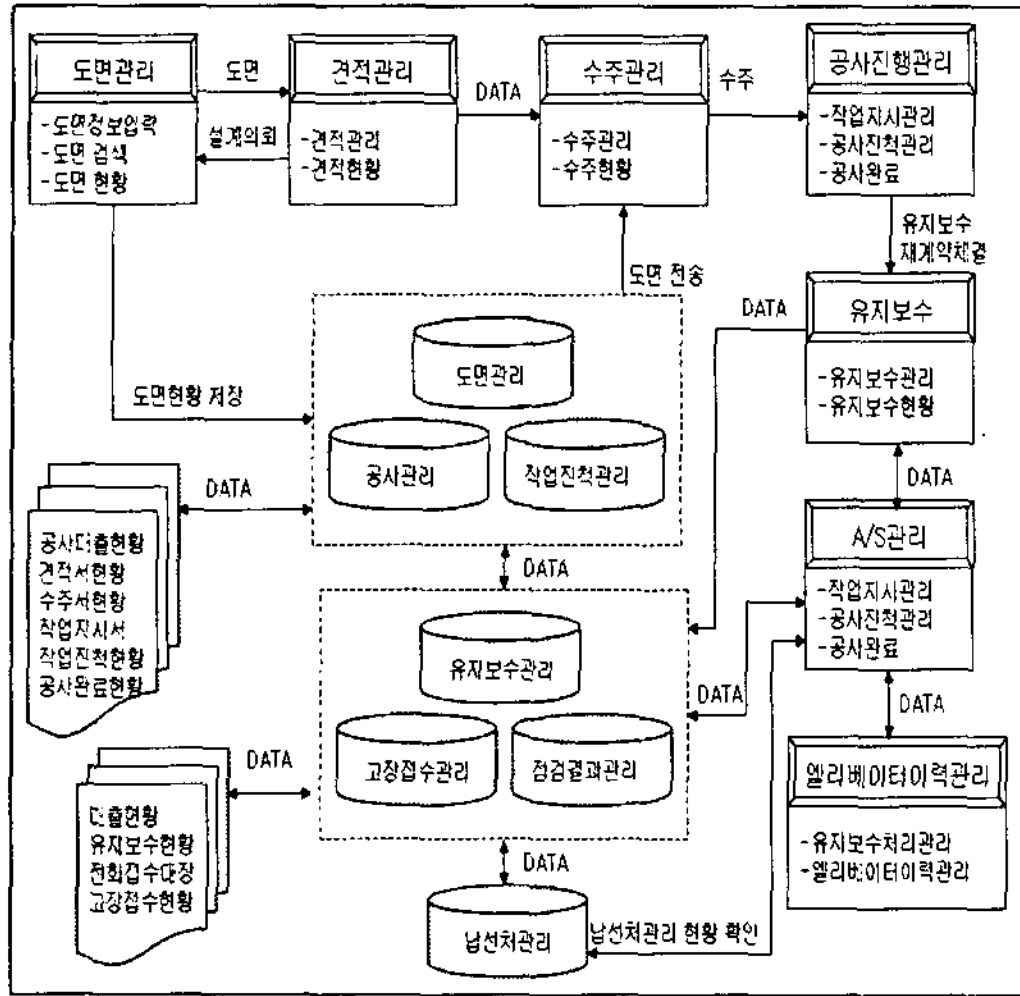 도면관리
-도면정보입력
-도면 검색
-도면 현황
도면
설계의뢰
견적관리
-견적관리
-견적현황
DATA
수주관리
-수주관리
-수주현황
수주
공사진행관리
-작업지시관리
-공사진척관리
-공사완료
유지보수
재계약체결
도면 전송
DATA
유지보수
-유지보수관리
-유지보수현황
도면현황 저장
도면관리
공사관리
작업진척관리
DATA
DATA
공사매출현황
견적서현황
수주서현황
작업지시서
작업진척현황
공사완료현황
A/S관리
-작업지시관리
-공사진척관리
-공사완료
DATA
유지보수관리
고장접수관리
점검결과관리
DATA
DATA
엘리베이터이력관리
-유지보수처리관리
-엘리베이터이력관리
DATA
매출현황
유지보수현황
전화접수대장
고장접수현황
DATA
납선처관리
납선처관리 현황 확인